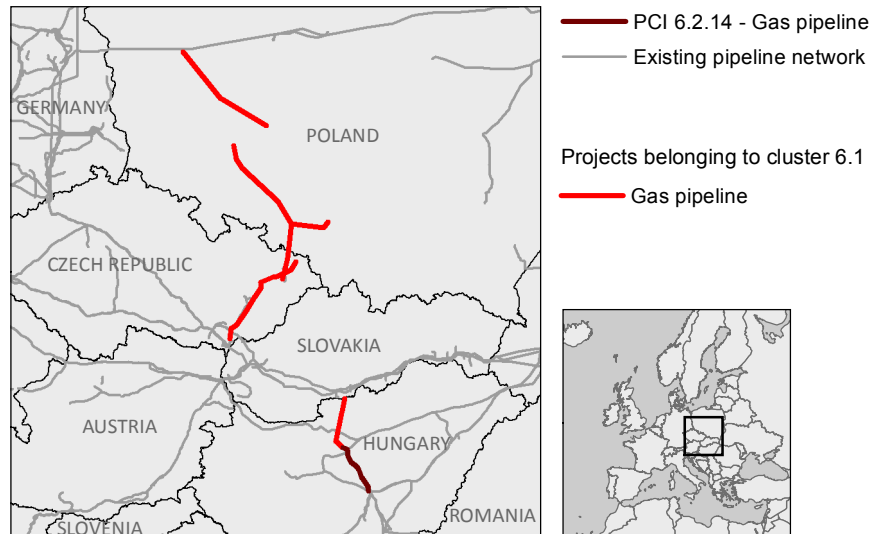 PCI 6.2.14 - Gas pipeline
Existing pipeline network
Projects belonging to cluster 6.1
Gas pipeline
GERMANY
POLAND
CZECH REPUBLIC
SLOVAKIA
AUSTRIA
HUNGARY
ROMANIA
SLOVENIA